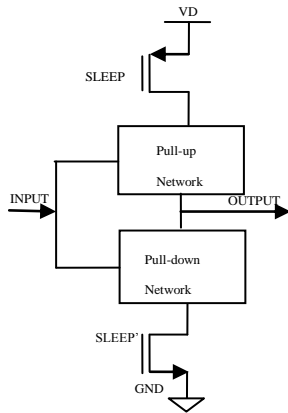 VD
SLEEP
Pull-up
Network
INPUT
OUTPUT
Pull-down
Network
SLEEP'
GND